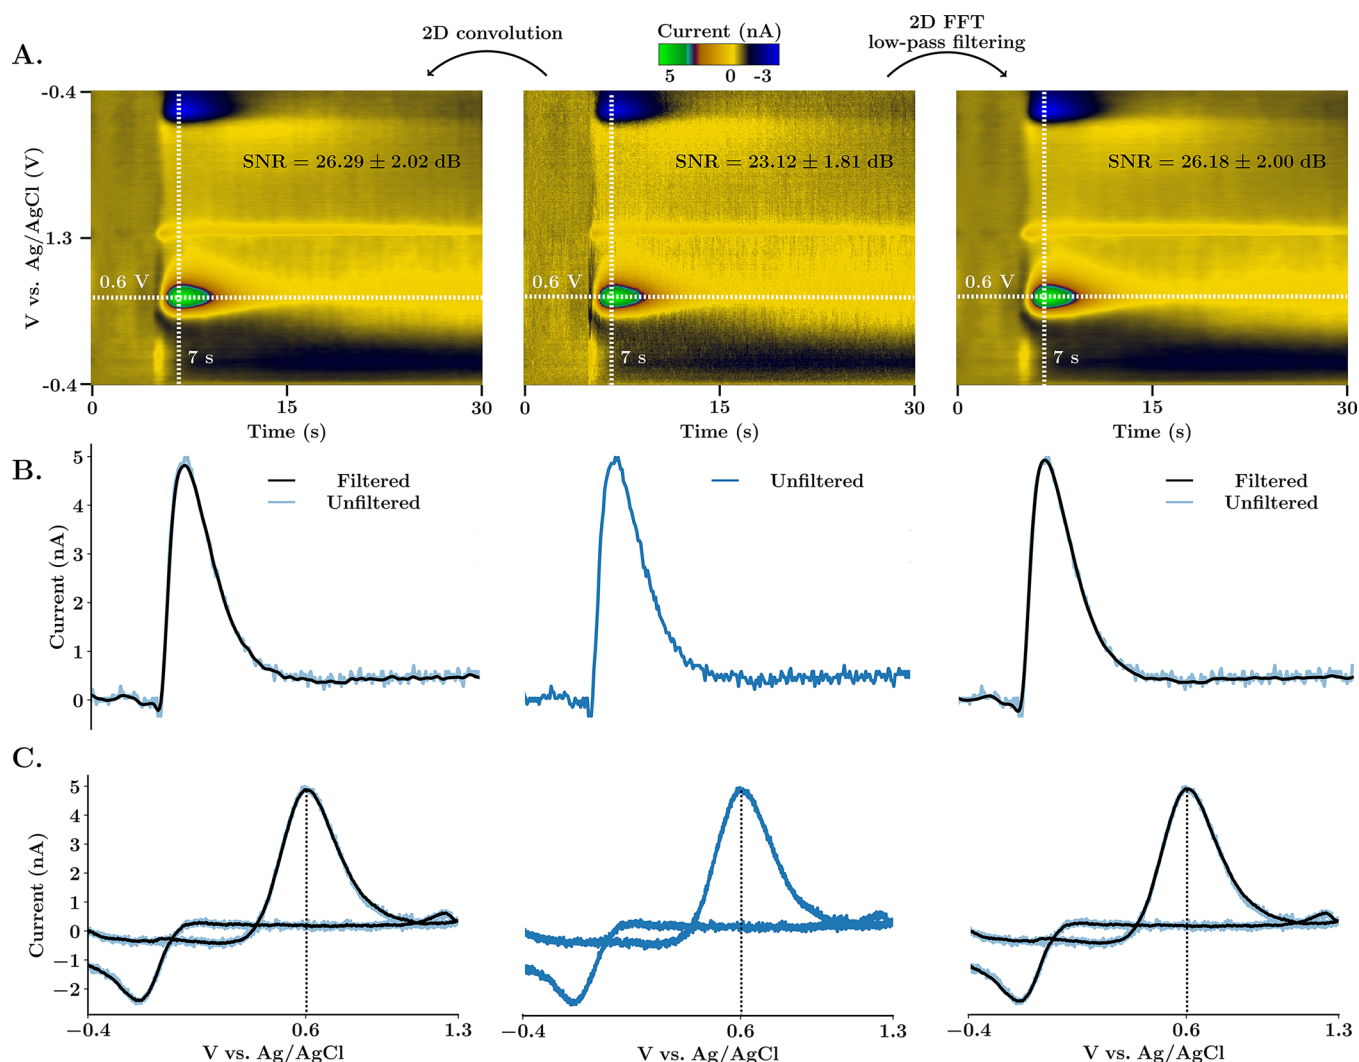 A.
2D convolution
Current (nA)
5 0 -3
2D FFT
low-pass filtering
V vs. Ag/AgCl (V)
-0.4
1.3
-0.4
SNR = 26.29 ± 2.02 dB
0.6 V
7 s
0 15 30
Time (s)
SNR = 23.12 ± 1.81 dB
0.6 V
7 s
0 15 30
Time (s)
SNR = 26.18 ± 2.00 dB
0.6 V
7 s
0 15 30
Time (s)
B.
Current (nA)
5
4
3
2
1
0
Filtered
Unfiltered
Unfiltered
Filtered
Unfiltered
C.
Current (nA)
5
4
3
2
1
0
−1
−2
−0.4 0.6 1.3
V vs. Ag/AgCl
−0.4 0.6 1.3
V vs. Ag/AgCl
−0.4 0.6 1.3
V vs. Ag/AgCl